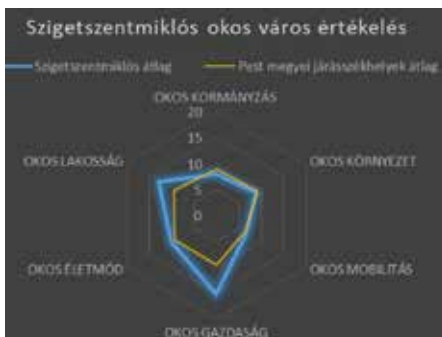 Szigetszentmiklós okos város értékelés
Szigetszentmiklós átlag
Pest megyei járásszékhelyek átlag
OKOS KORMÁNYZÁS
20
15
OKOS LAKOSSÁG
OKOS KÖRNYEZET
10
5
0
OKOS ÉLETMÓD
OKOS MOBILITÁS
OKOS GAZDASÁG